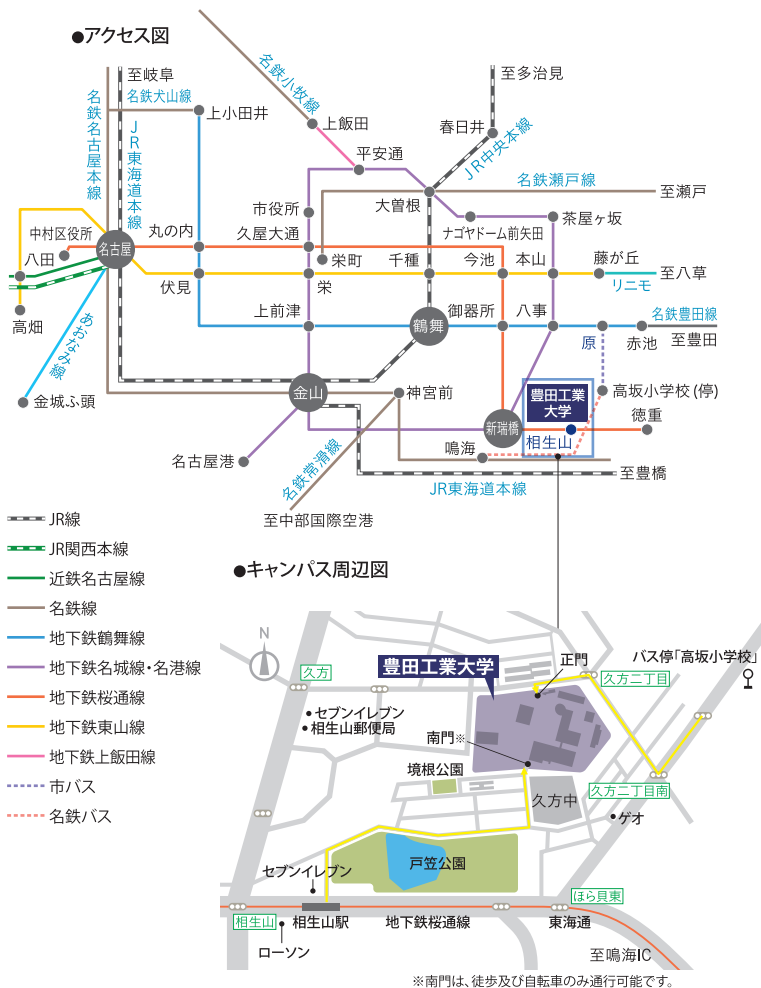 ●アクセス図
至岐阜
名鉄犬山線
名鉄名古屋本線
JR東海道本線
上小田井
名鉄小牧線
上飯田
平安通
至多治見
春日井
JR中央本線
名鉄瀬戸線
至瀬戸
大曽根
市役所
ナゴヤドーム前矢田
茶屋ヶ坂
中村区役所
名古屋
丸の内
久屋大通
栄町
千種
今池
本山
藤が丘
リニモ
至八草
八田
伏見
栄
高畑
あおなみ線
上前津
鶴舞
御器所
八事
名鉄豊田線
原
赤池
至豊田
金城ふ頭
金山
神宮前
豊田工業
大学
高坂小学校(停)
新瑞橋
相生山
徳重
名古屋港
名鉄常滑線
鳴海
至豊橋
JR東海道本線
至中部国際空港
JR線
JR関西本線
近鉄名古屋線
名鉄線
地下鉄鶴舞線
地下鉄名城線・名港線
地下鉄桜通線
地下鉄東山線
地下鉄上飯田線
市バス
名鉄バス
●キャンパス周辺図
N
久方
豊田工業大学
正門
バス停「高坂小学校」
久方二丁目
●セブンイレブン
●相生山郵便局
南門※
境根公園
久方中
久方二丁目南
●ゲオ
戸笠公園
セブンイレブン
ほら貝東
相生山
相生山駅
地下鉄桜通線
東海通
ローソン
至鳴海IC
※南門は、徒歩及び自転車のみ通行可能です。